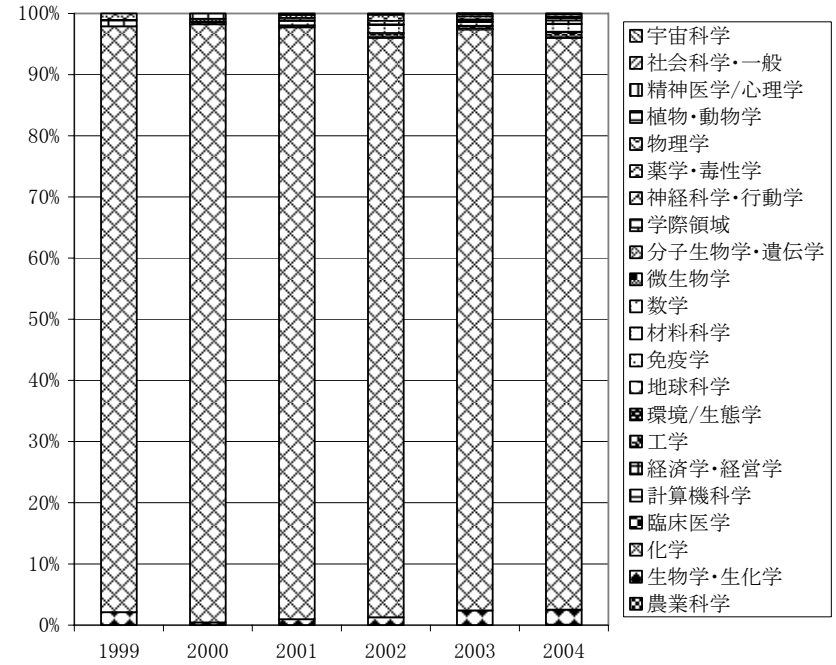 100%
90%
80%
70%
60%
50%
40%
30%
20%
10%
0%
1999 2000 2001 2002 2003 2004
宇宙科学
社会科学・一般
精神医学/心理学
植物・動物学
物理学
薬学・毒性学
神経科学・行動学
学際領域
分子生物学・遺伝学
微生物学
数学
材料科学
免疫学
地球科学
環境/生態学
工学
経済学・経営学
計算機科学
臨床医学
化学
生物学・生化学
農業科学